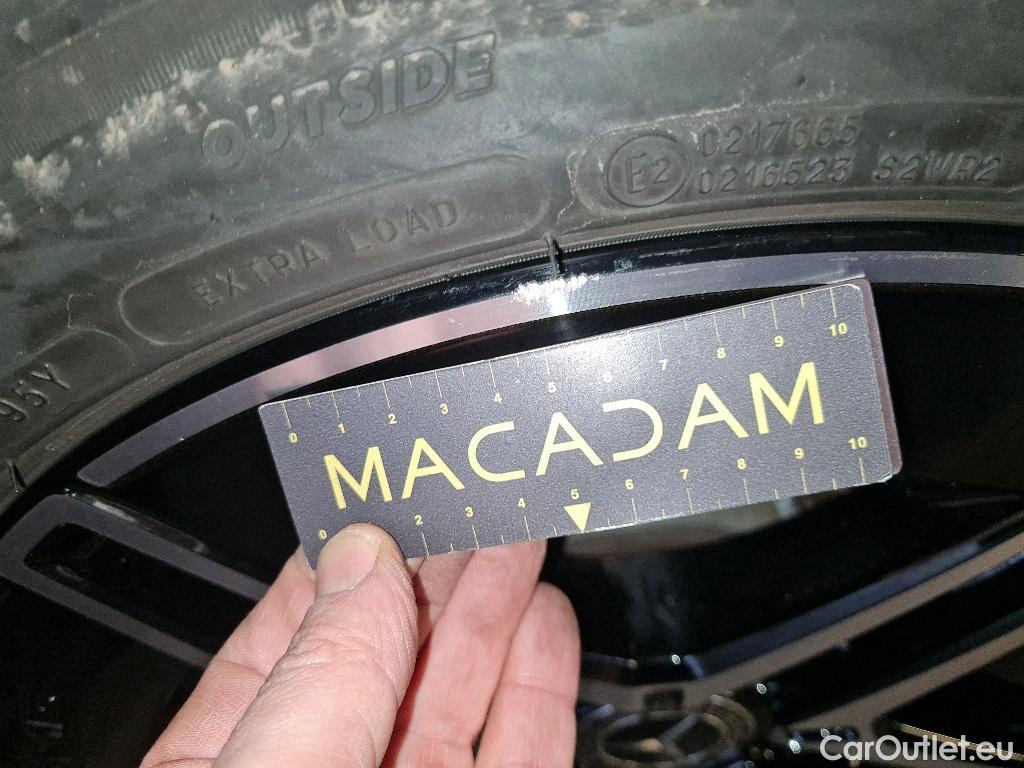 OUTSIDE
E2 0217665
0216523 S2WR2
EXTRA LOAD
95Y
0 1 2 3 4 5 6 7 8 9 10
MACADAM
0 2 3 4 5 6 7 8 9 10
CarOutlet.eu